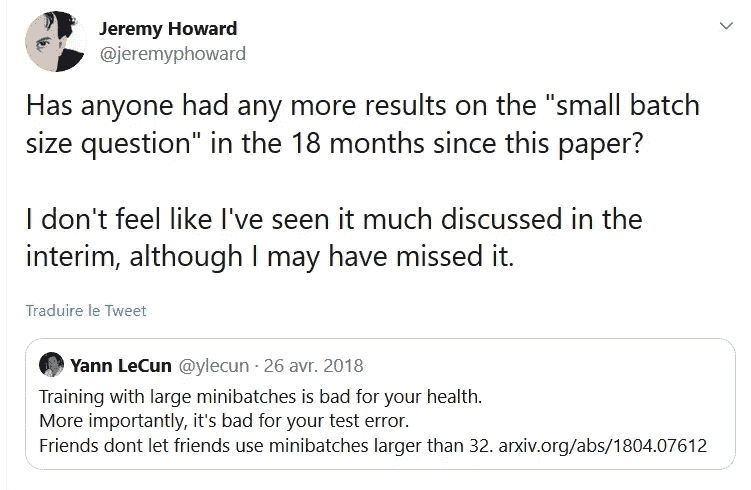 Jeremy Howard
@jeremyphoward
Has anyone had any more results on the "small batch
size question" in the 18 months since this paper?
I don't feel like I've seen it much discussed in the
interim, although I may have missed it.
Traduire le Tweet
Yann LeCun @ylecun · 26 avr. 2018
Training with large minibatches is bad for your health.
More importantly, it's bad for your test error.
Friends dont let friends use minibatches larger than 32. arxiv.org/abs/1804.07612